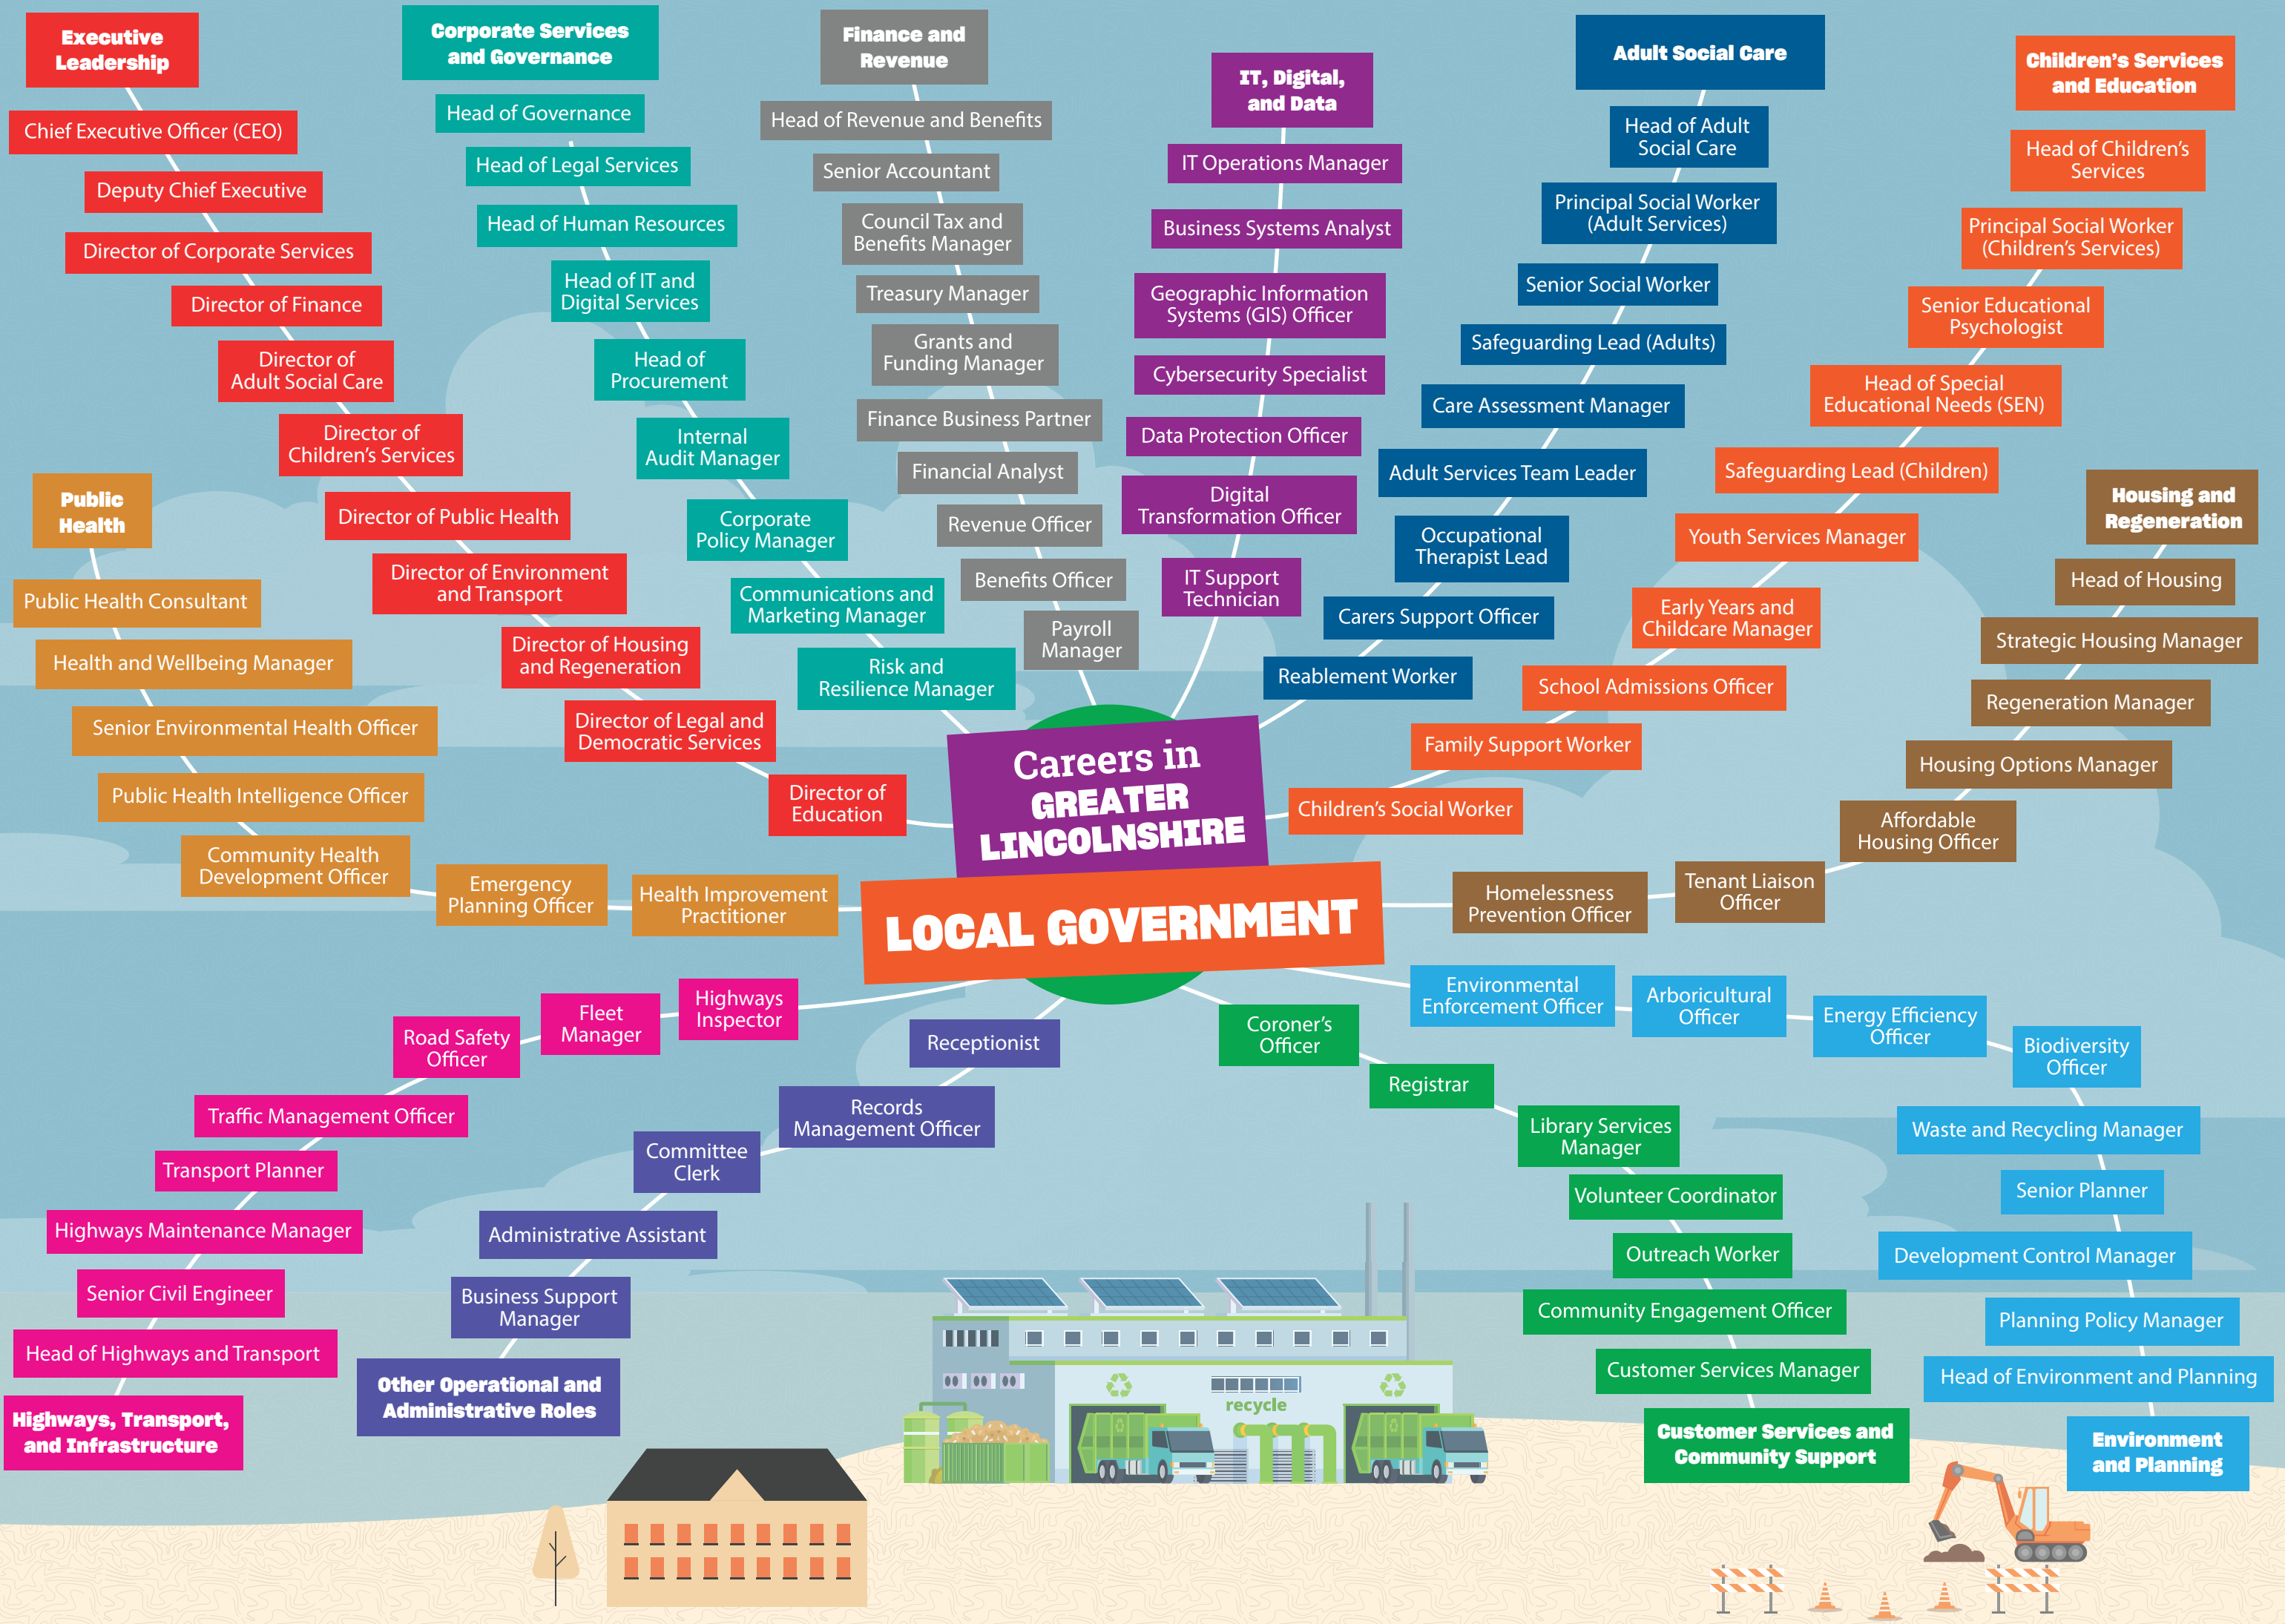 Executive
Leadership
Chief Executive Officer (CEO)
Deputy Chief Executive
Director of Corporate Services
Director of Finance
Director of
Adult Social Care
Director of
Children's Services
Director of Public Health
Director of Environment
and Transport
Director of Housing
and Regeneration
Director of Legal and
Democratic Services
Director of
Education
Corporate Services
and Governance
Head of Governance
Head of Legal Services
Head of Human Resources
Head of IT and
Digital Services
Head of
Procurement
Internal
Audit Manager
Corporate
Policy Manager
Communications and
Marketing Manager
Risk and
Resilience Manager
Finance and
Revenue
Head of Revenue and Benefits
Senior Accountant
Council Tax and
Benefits Manager
Treasury Manager
Grants and
Funding Manager
Finance Business Partner
Financial Analyst
Revenue Officer
Benefits Officer
Payroll
Manager
IT, Digital,
and Data
IT Operations Manager
Business Systems Analyst
Geographic Information
Systems (GIS) Officer
Cybersecurity Specialist
Data Protection Officer
Digital
Transformation Officer
IT Support
Technician
Adult Social Care
Head of Adult
Social Care
Principal Social Worker
(Adult Services)
Senior Social Worker
Safeguarding Lead (Adults)
Care Assessment Manager
Adult Services Team Leader
Occupational
Therapist Lead
Carers Support Officer
Reablement Worker
Children's Services
and Education
Head of Children's
Services
Principal Social Worker
(Children's Services)
Senior Educational
Psychologist
Head of Special
Educational Needs (SEN)
Safeguarding Lead (Children)
Youth Services Manager
Early Years and
Childcare Manager
School Admissions Officer
Family Support Worker
Children's Social Worker
Housing and
Regeneration
Head of Housing
Strategic Housing Manager
Regeneration Manager
Housing Options Manager
Affordable
Housing Officer
Tenant Liaison
Officer
Homelessness
Prevention Officer
Public
Health
Public Health Consultant
Health and Wellbeing Manager
Senior Environmental Health Officer
Public Health Intelligence Officer
Community Health
Development Officer
Emergency
Planning Officer
Health Improvement
Practitioner
Careers in
GREATER
LINCOLNSHIRE
LOCAL GOVERNMENT
Highways
Inspector
Fleet
Manager
Road Safety
Officer
Traffic Management Officer
Transport Planner
Highways Maintenance Manager
Senior Civil Engineer
Head of Highways and Transport
Highways, Transport,
and Infrastructure
Receptionist
Records
Management Officer
Committee
Clerk
Administrative Assistant
Business Support
Manager
Other Operational and
Administrative Roles
Coroner's
Officer
Registrar
Library Services
Manager
Volunteer Coordinator
Outreach Worker
Community Engagement Officer
Customer Services Manager
Customer Services and
Community Support
Environmental
Enforcement Officer
Arboricultural
Officer
Energy Efficiency
Officer
Biodiversity
Officer
Waste and Recycling Manager
Senior Planner
Development Control Manager
Planning Policy Manager
Head of Environment and Planning
Environment
and Planning
recycle